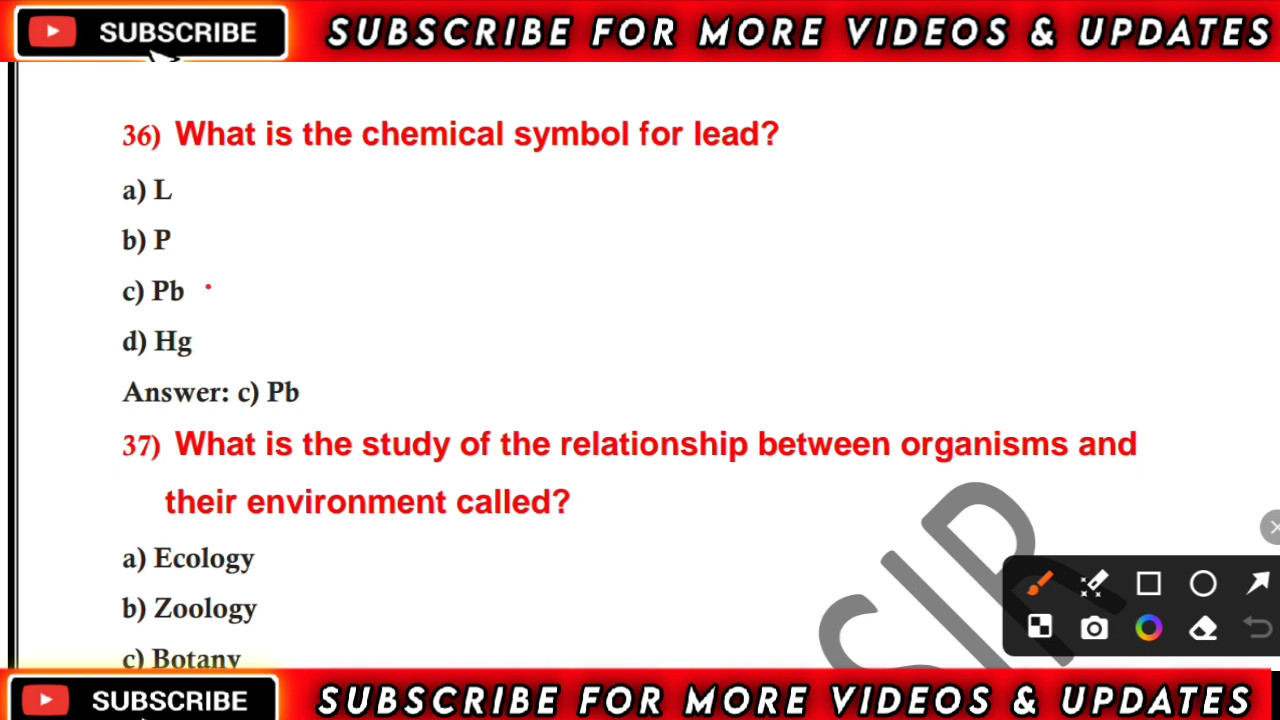 SUBSCRIBE SUBSCRIBE FOR MORE VIDEOS & UPDATES
36) What is the chemical symbol for lead?
a) L
b) P
c) Pb
d) Hg
Answer: c) Pb
37) What is the study of the relationship between organisms and
their environment called?
a) Ecology
b) Zoology
c) Botany
SIR
SUBSCRIBE SUBSCRIBE FOR MORE VIDEOS & UPDATES